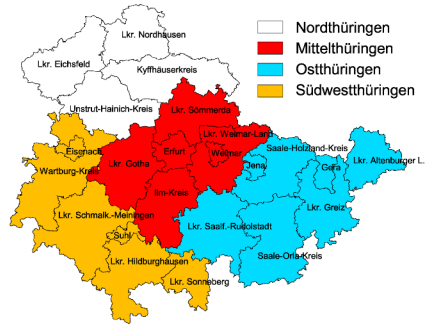 Nordthüringen
Mittelthüringen
Ostthüringen
Südwestthüringen
Lkr. Nordhausen
Lkr. Eichsfeld
Kyffhäuserkreis
Unstrut-Hainich-Kreis
Lkr. Sömmerda
Lkr. Weimar-Land
Eisenach
Erfurt
Weimar
Saale-Holzland-Kreis
Lkr. Altenburger L.
Wartburg-Kreis
Lkr. Gotha
Jena
Gera
Ilm-Kreis
Lkr. Greiz
Lkr. Schmalk.-Meiningen
Lkr. Saalf.-Rudolstadt
Suhl
Lkr. Hildburghausen
Saale-Orla-Kreis
Lkr. Sonneberg